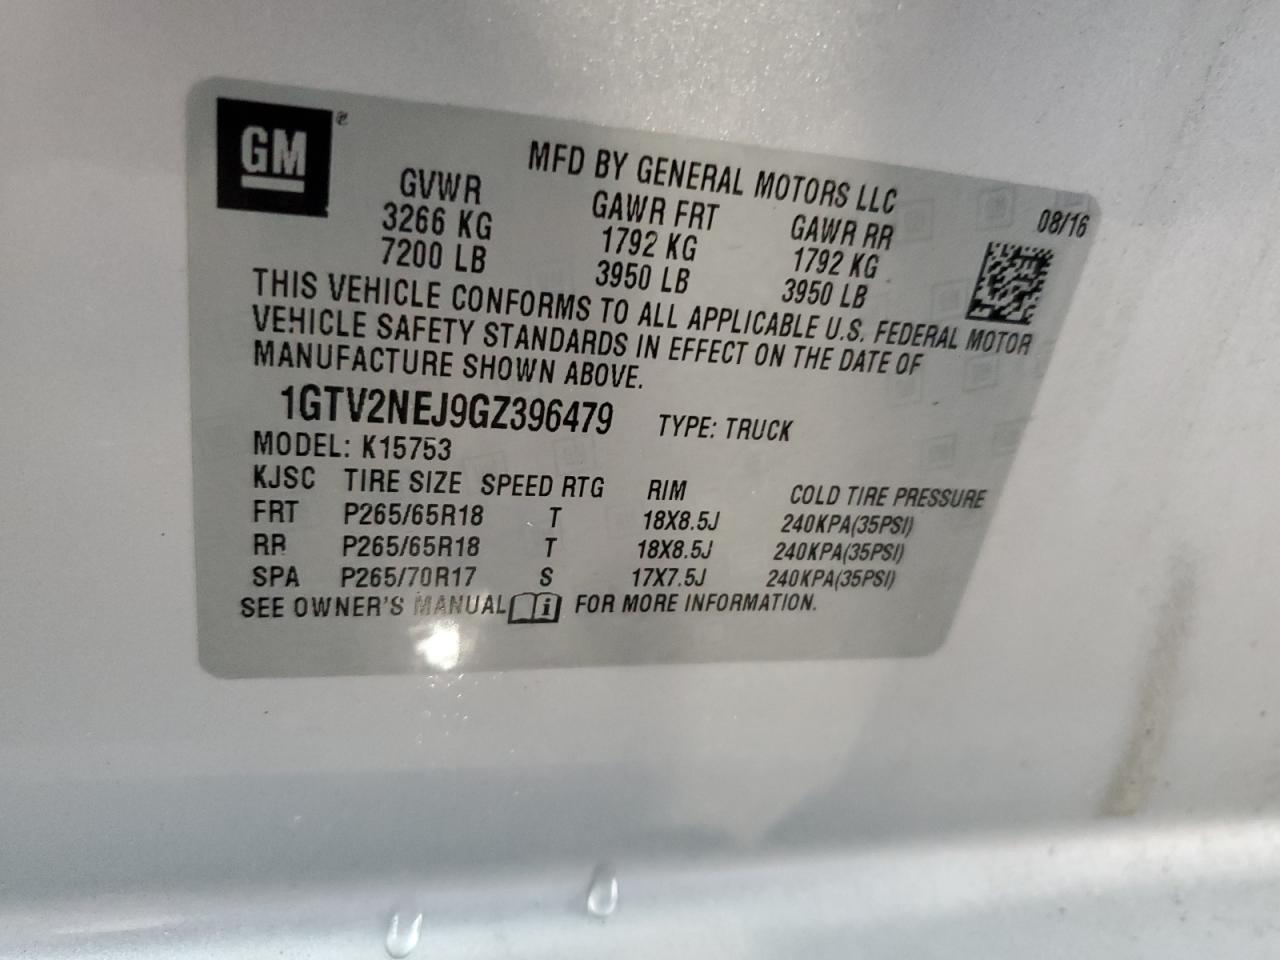 GM ®
MFD BY GENERAL MOTORS LLC
08/16
GVWR GAWR FRT GAWR RR
3266 KG 1792 KG 1792 KG
7200 LB 3950 LB 3950 LB
THIS VEHICLE CONFORMS TO ALL APPLICABLE U.S. FEDERAL MOTOR
VEHICLE SAFETY STANDARDS IN EFFECT ON THE DATE OF
MANUFACTURE SHOWN ABOVE.
1GTV2NEJ9GZ396479 TYPE: TRUCK
MODEL: K15753
KJSC TIRE SIZE SPEED RTG RIM COLD TIRE PRESSURE
FRT P265/65R18 T 18X8.5J 240KPA(35PSI)
RR P265/65R18 T 18X8.5J 240KPA(35PSI)
SPA P265/70R17 S 17X7.5J 240KPA(35PSI)
SEE OWNER'S MANUAL i FOR MORE INFORMATION.